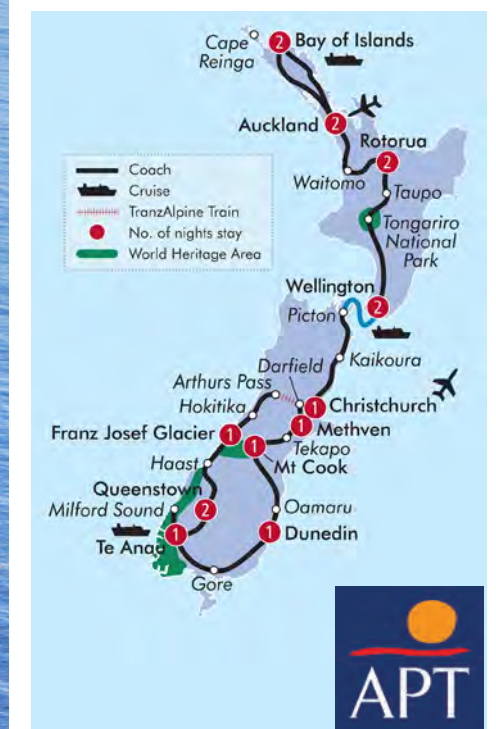 Cape
Reinga
2
Bay of Islands
Auckland
2
Rotorua
2
Waitomo
Taupo
Tongariro
National
Park
Coach
Cruise
TranzAlpine Train
No. of nights stay
World Heritage Area
Wellington
2
Picton
Kaikoura
Darfield
Arthurs Pass
Hokitika
1
Christchurch
1
Methven
Franz Josef Glacier
1
1
Tekapo
Mt Cook
Haast
Queenstown
2
Milford Sound
Oamaru
Te Anau
1
1
Dunedin
Gore
APT